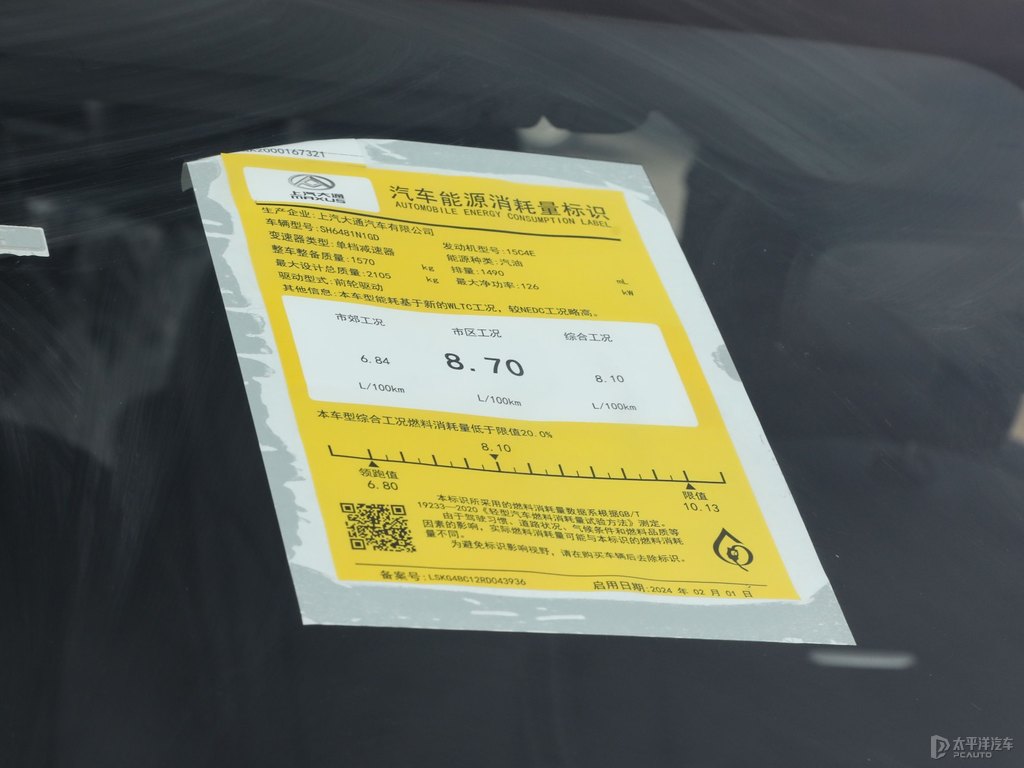 2000167321
上汽大通
MAXUS
汽车能源消耗量标识
AUTOMOBILE ENERGY CONSUMPTION LABEL
生产企业:上汽大通汽车有限公司
车辆型号:SH6481N1GD
发动机型号:15C4E
变速器类型:单档减速器
能源种类:汽油
整车整备质量:1570 kg
排量:1490 mL
最大设计总质量:2105 kg
最大净功率:126 kW
驱动型式:前轮驱动
其他信息:本车型能耗基于新的WLTC工况，较NEDC工况略高。
市郊工况 市区工况 综合工况
6.84 8.70 8.10
L/100km L/100km L/100km
本车型综合工况燃料消耗量低于限值20.0%
8.10
领跑值 限值
6.80 10.13
本标识所采用的燃料消耗量数据系根据GB/T
19233—2020《轻型汽车燃料消耗量试验方法》测定。
由于驾驶习惯、道路状况、气候条件和燃料品质等
因素的影响，实际燃料消耗量可能与本标识的燃料消耗
量不同。
为避免标识影响视野，请在购买车辆后去除标识。
备案号:LSKG4BC12RD043936 启用日期:2024 年 02 月 01 日
太平洋汽车
PCAUTO